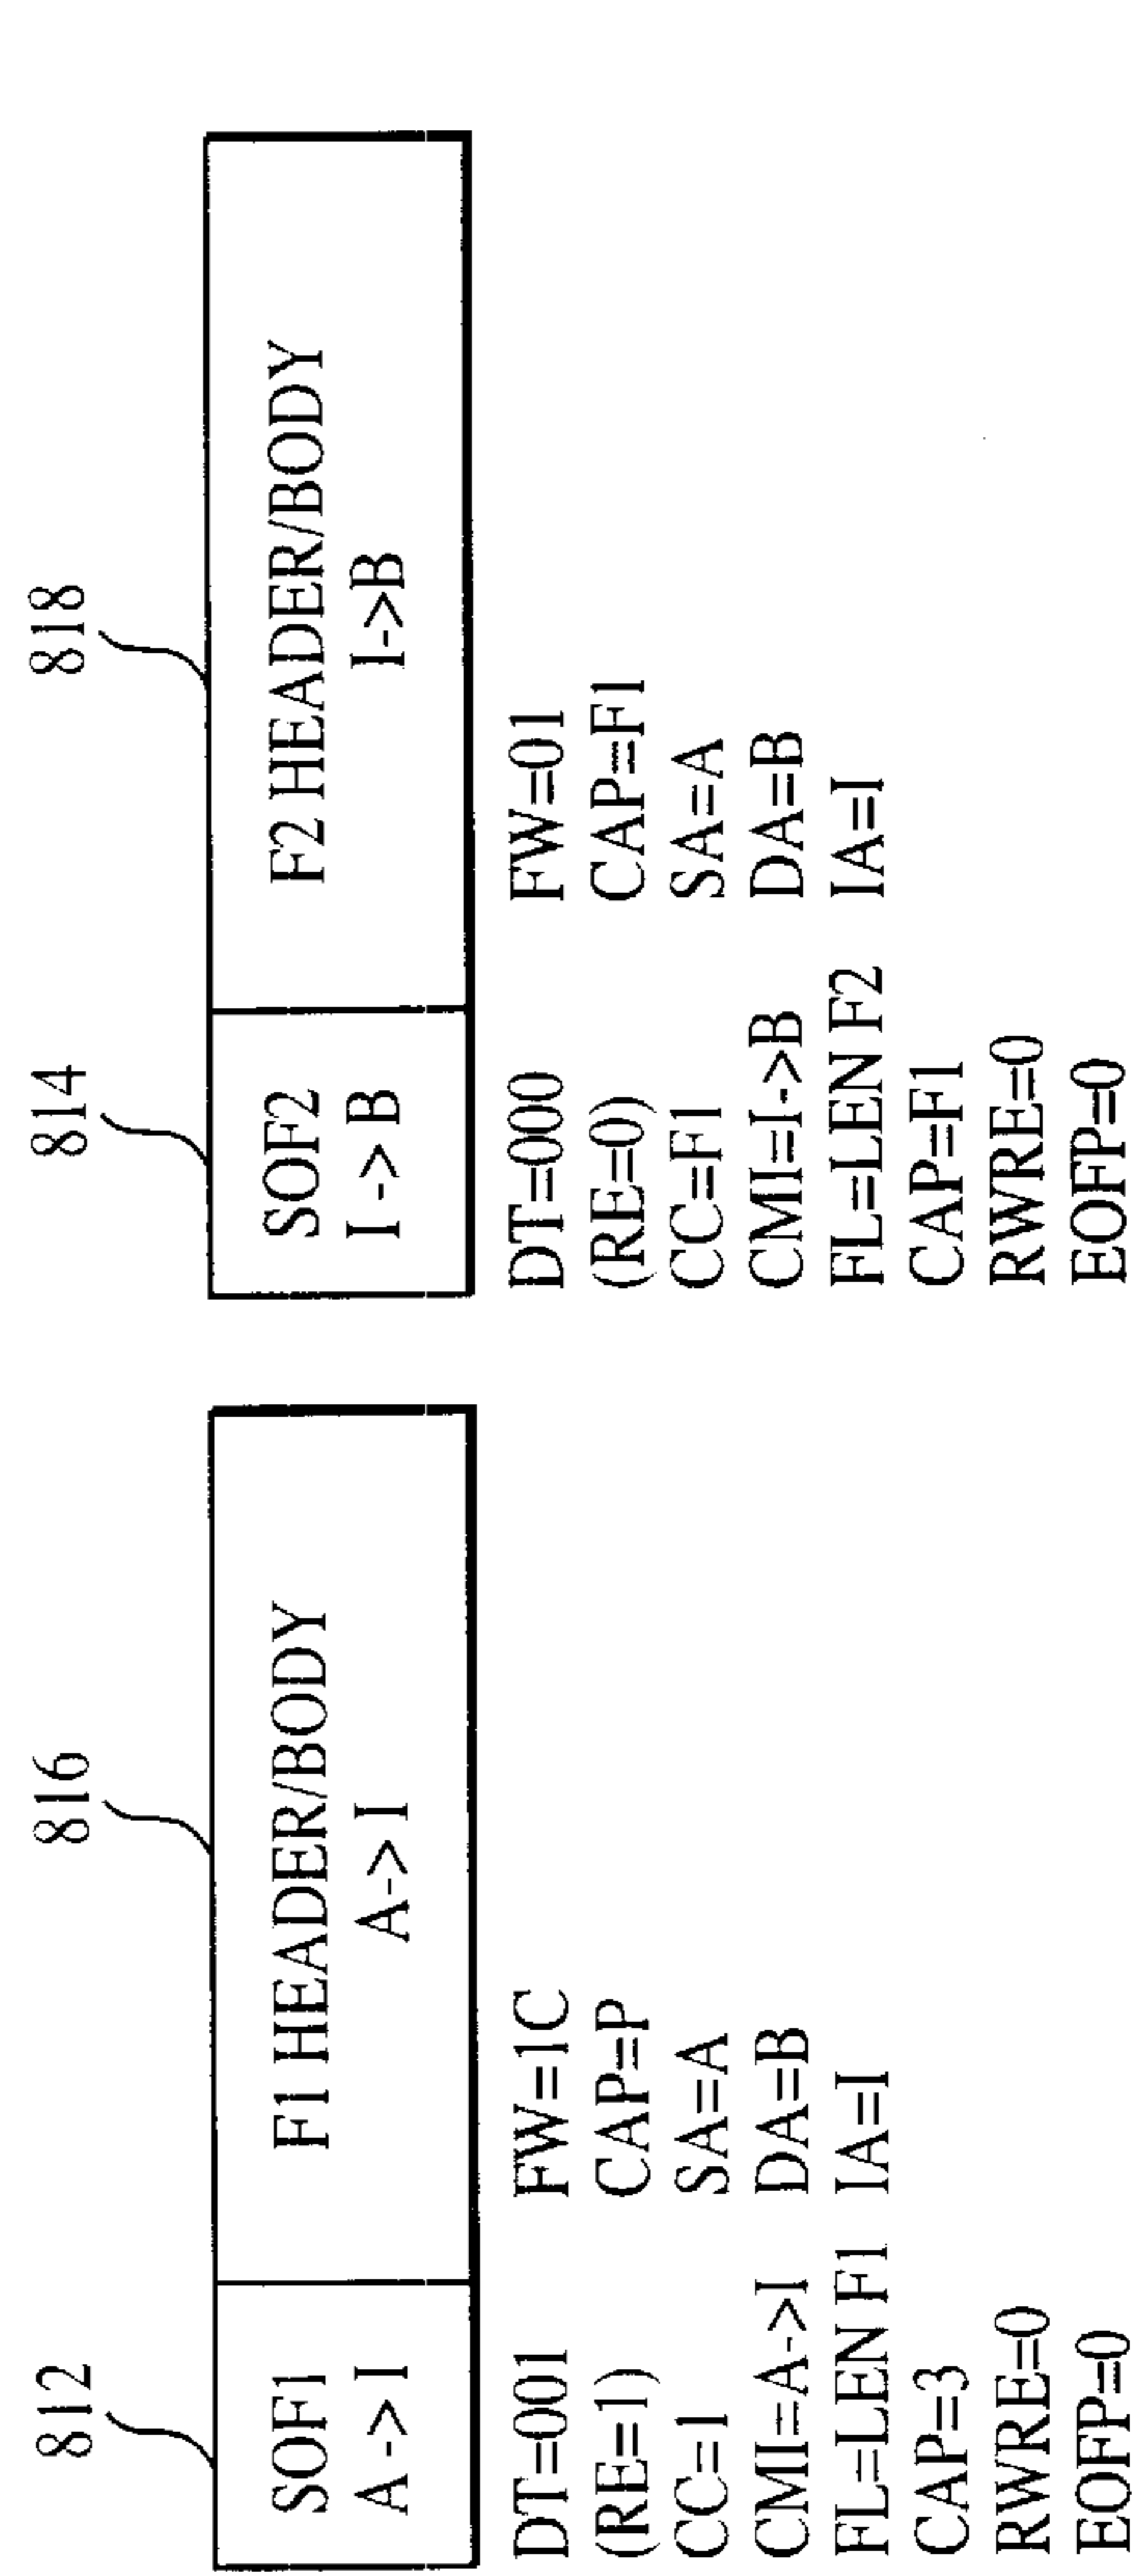 812
816
SOF1
A->I
F1 HEADER/BODY
A->I
DT=001
(RE=1)
CC=1
CMI=A->I
FL=LEN F1
CAP=3
RWRE=0
EOFP=0
FW=1C
CAP=P
SA=A
DA=B
IA=I
814
818
SOF2
I->B
F2 HEADER/BODY
I->B
DT=000
(RE=0)
CC=F1
CMI=I->B
FL=LEN F2
CAP=F1
RWRE=0
EOFP=0
FW=01
CAP=F1
SA=A
DA=B
IA=I